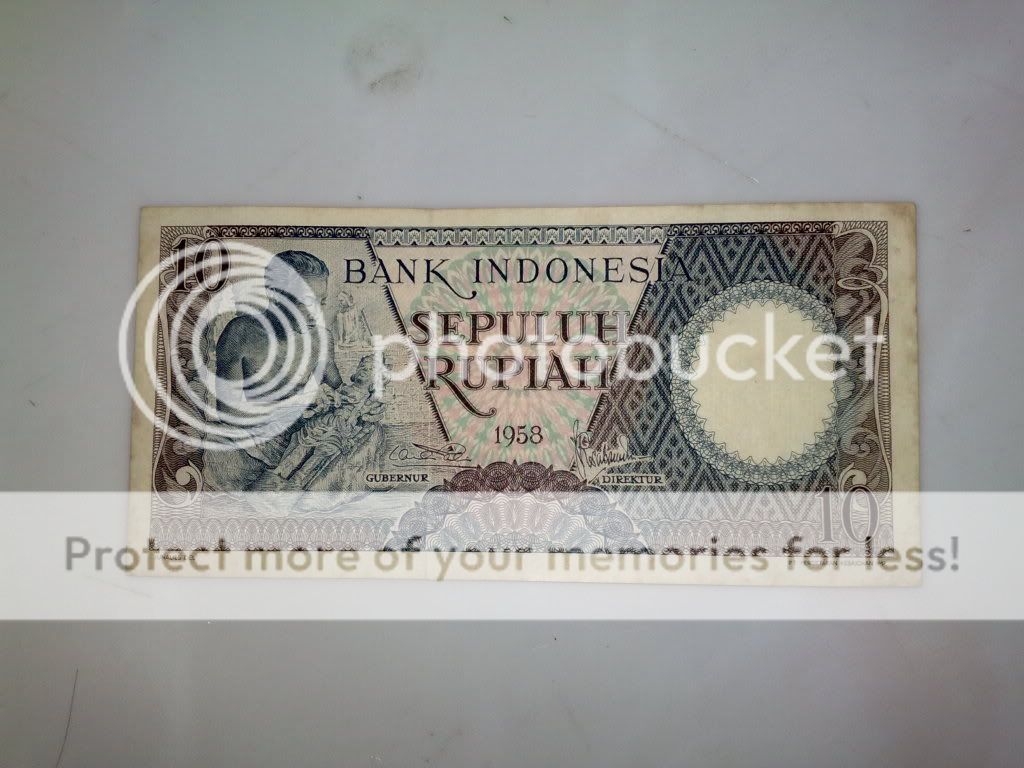 10
BANK INDONESIA
SEPULUH
RUPIAH
photobucket
1958
GUBERNUR
DIREKTUR
10
Protect more of your memories for less!